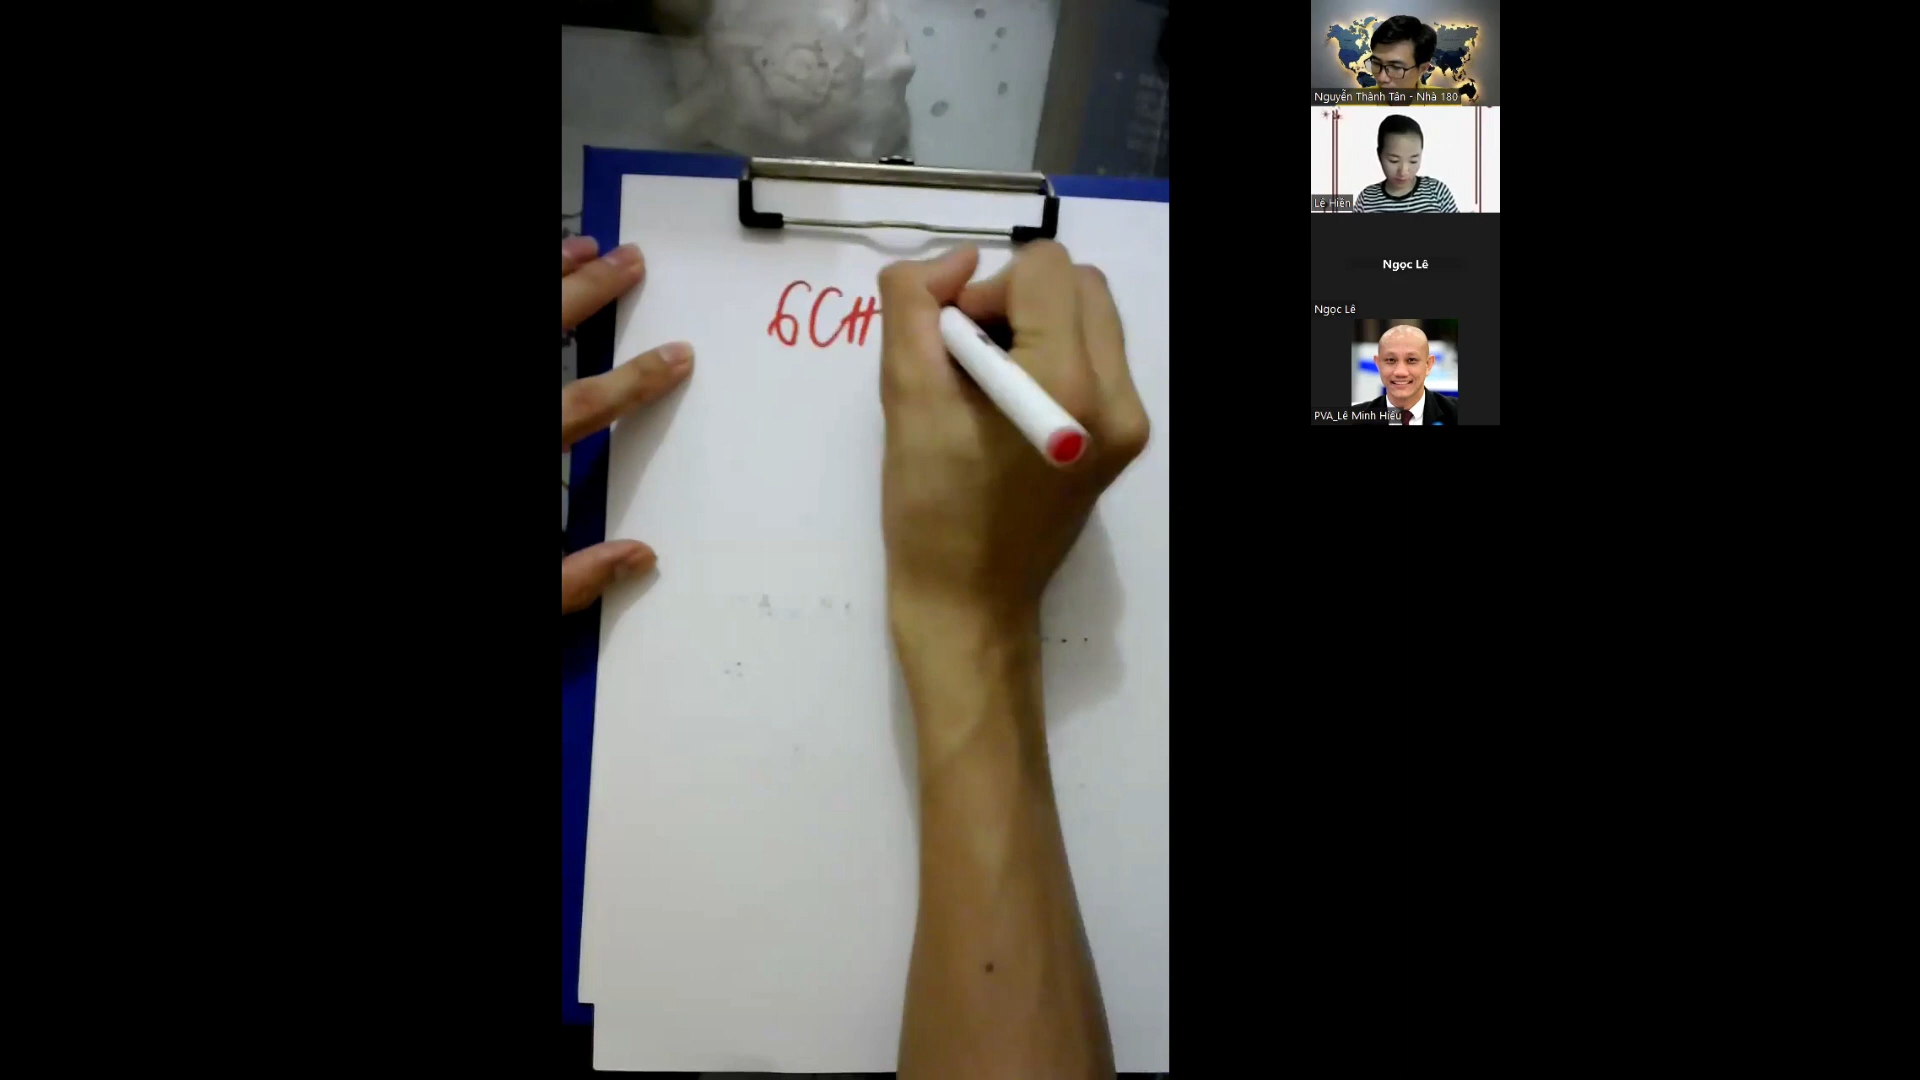 6CH
Nguyễn Thành Tân - Nhà 180
Lê Hiền
Ngọc Lê
Ngọc Lê
PVA_Lê Minh Hiếu